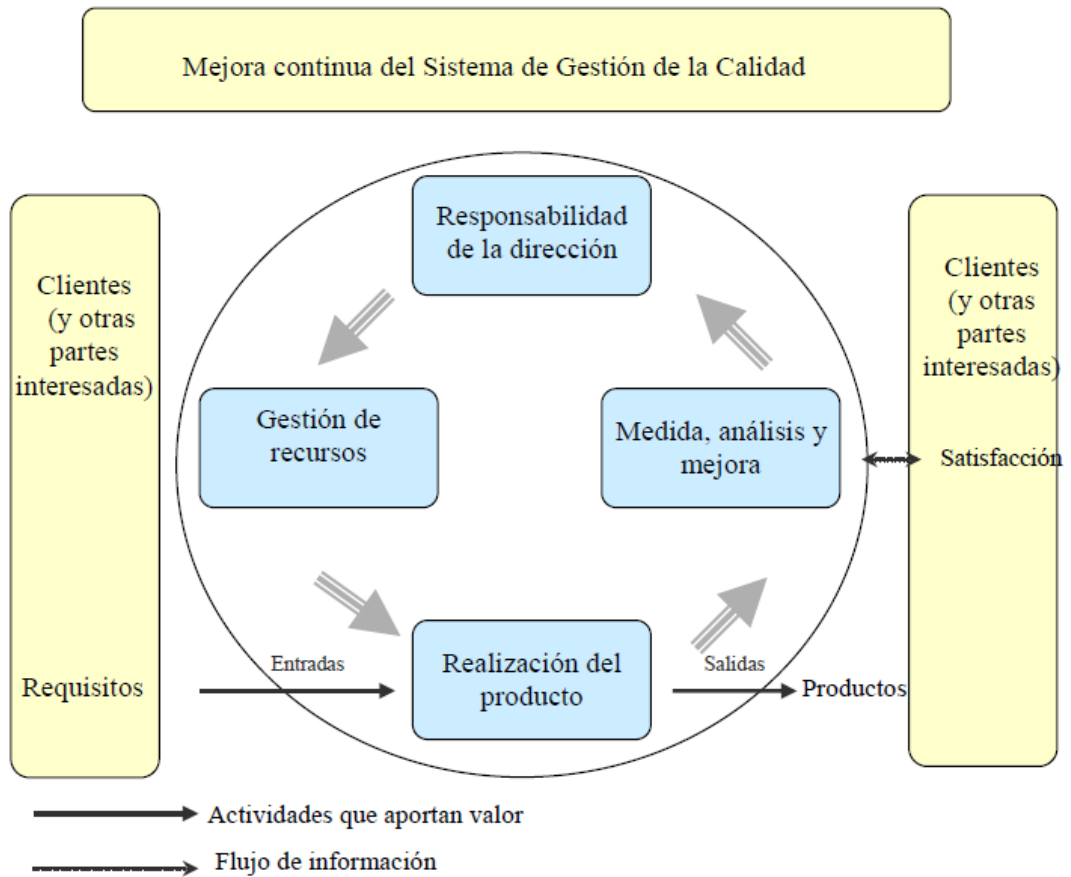 Mejora continua del Sistema de Gestión de la Calidad
Responsabilidad
de la dirección
Clientes
(y otras
partes
interesadas)
Clientes
(y otras
partes
interesadas)
Gestión de
recursos
Medida, análisis y
mejora
Satisfacción
Entradas
Realización del
producto
Salidas
Requisitos
Productos
Actividades que aportan valor
Flujo de información